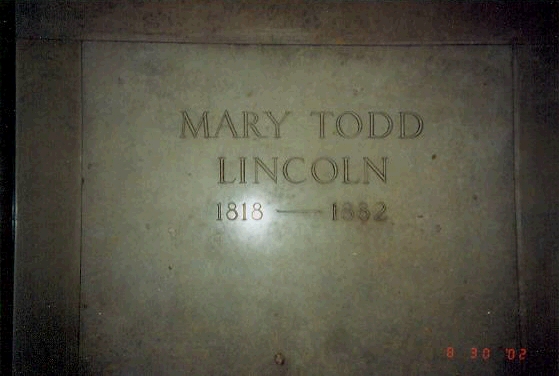 MARY TODD
LINCOLN
1818 — 1882
8 30 '02